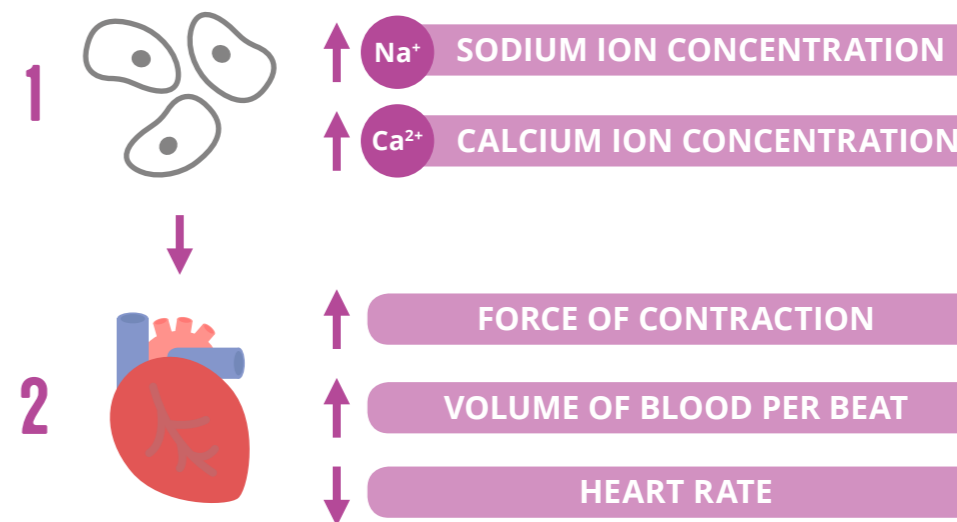 1
Na⁺ SODIUM ION CONCENTRATION
Ca²⁺ CALCIUM ION CONCENTRATION
2
FORCE OF CONTRACTION
VOLUME OF BLOOD PER BEAT
HEART RATE